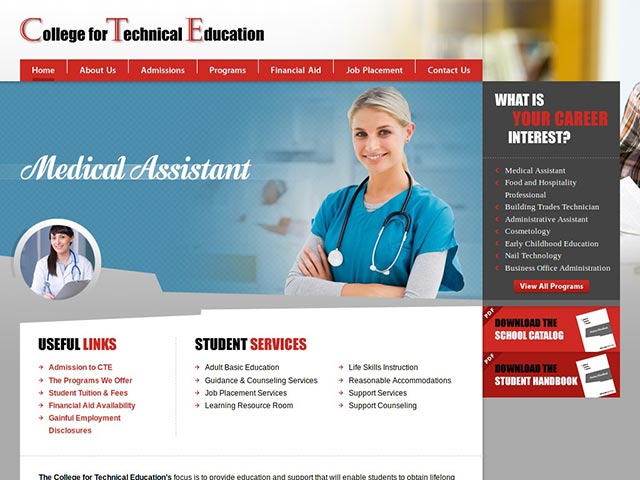 College for Technical Education
Home
About Us
Admissions
Programs
Financial Aid
Job Placement
Contact Us
Medical Assistant
WHAT IS
YOUR CAREER
INTEREST?
Medical Assistant
Food and Hospitality
Professional
Building Trades Technician
Administrative Assistant
Cosmetology
Early Childhood Education
Nail Technology
Business Office Administration
View All Programs
PDF
DOWNLOAD THE
SCHOOL CATALOG
PDF
DOWNLOAD THE
STUDENT HANDBOOK
USEFUL LINKS
Admission to CTE
The Programs We Offer
Student Tuition & Fees
Financial Aid Availability
Gainful Employment
Disclosures
STUDENT SERVICES
Adult Basic Education
Guidance & Counseling Services
Job Placement Services
Learning Resource Room
Life Skills Instruction
Reasonable Accommodations
Support Services
Support Counseling
The College for Technical Education's focus is to provide education and support that will enable students to obtain lifelong